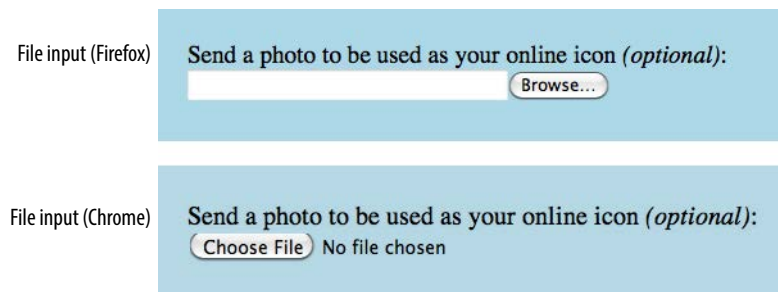 File input (Firefox)
Send a photo to be used as your online icon (optional):
Browse...
File input (Chrome)
Send a photo to be used as your online icon (optional):
Choose File No file chosen